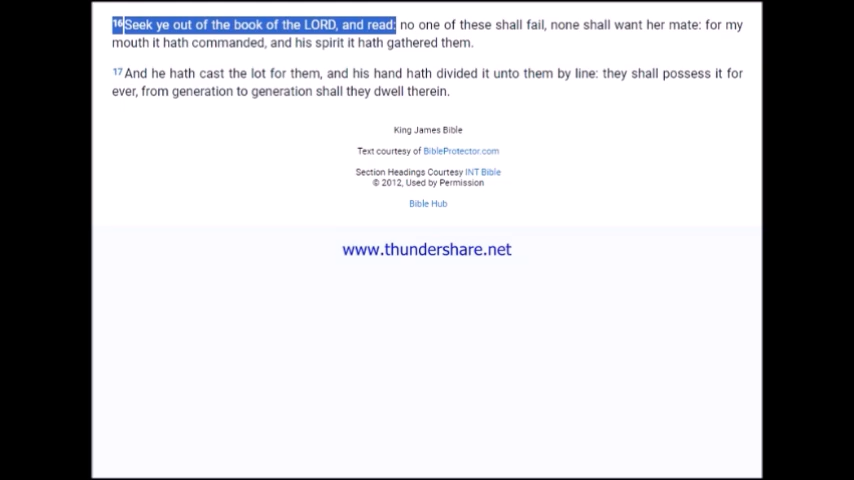 16Seek ye out of the book of the LORD, and read: no one of these shall fail, none shall want her mate: for my
mouth it hath commanded, and his spirit it hath gathered them.
17And he hath cast the lot for them, and his hand hath divided it unto them by line: they shall possess it for
ever, from generation to generation shall they dwell therein.
King James Bible
Text courtesy of BibleProtector.com
Section Headings Courtesy INT Bible
© 2012, Used by Permission
Bible Hub
www.thundershare.net